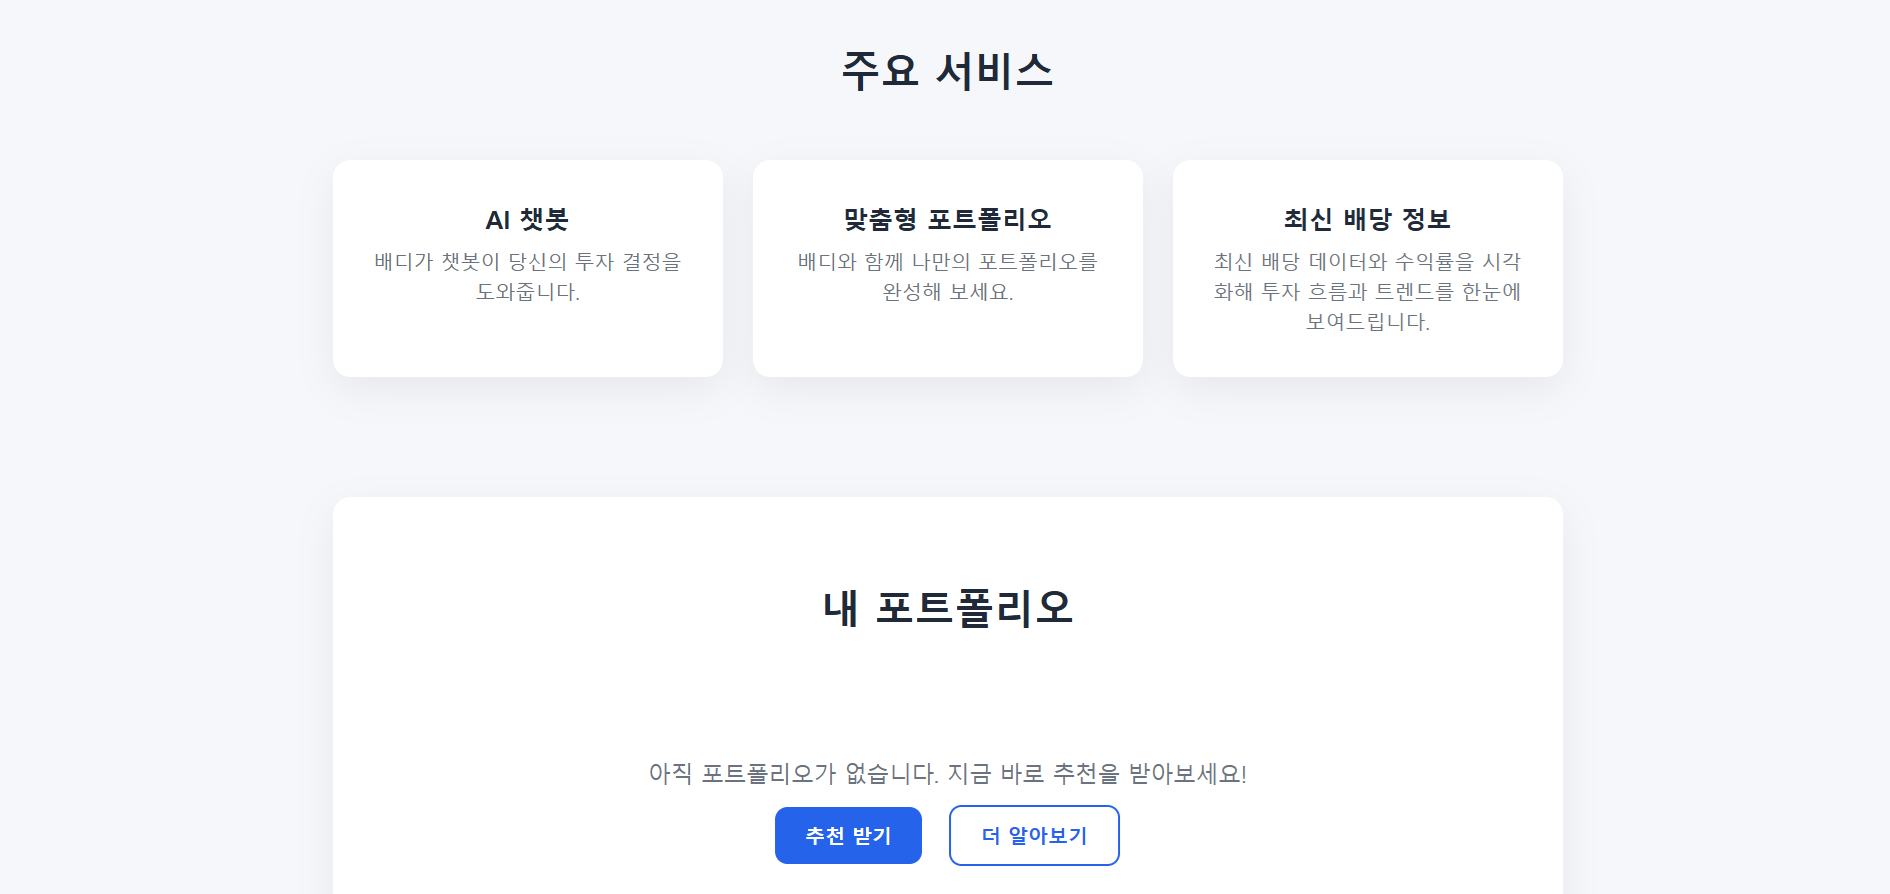 주요 서비스
AI 챗봇
배디가 챗봇이 당신의 투자 결정을
도와줍니다.
맞춤형 포트폴리오
배디와 함께 나만의 포트폴리오를
완성해 보세요.
최신 배당 정보
최신 배당 데이터와 수익률을 시각
화해 투자 흐름과 트렌드를 한눈에
보여드립니다.
내 포트폴리오
아직 포트폴리오가 없습니다. 지금 바로 추천을 받아보세요!
추천 받기
더 알아보기